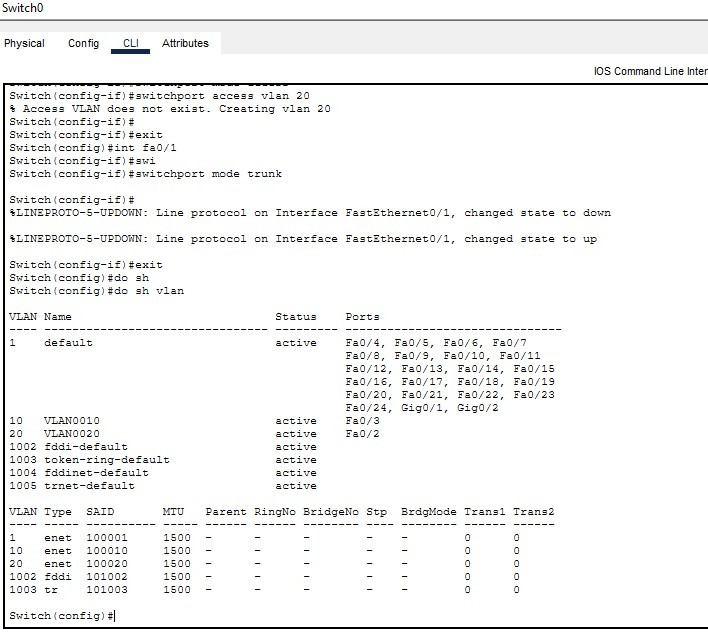 Switch0
Physical Config CLI Attributes
IOS Command Line Inter
Switch(config-if)#switchport access vlan 20
% Access VLAN does not exist. Creating vlan 20
Switch(config-if)#
Switch(config-if)#exit
Switch(config)#int fa0/1
Switch(config-if)#swi
Switch(config-if)#switchport mode trunk
Switch(config-if)#
%LINEPROTO-5-UPDOWN: Line protocol on Interface FastEthernet0/1, changed state to down
%LINEPROTO-5-UPDOWN: Line protocol on Interface FastEthernet0/1, changed state to up
Switch(config-if)#exit
Switch(config)#do sh
Switch(config)#do sh vlan
VLAN Name Status Ports
---- -------------------------------- --------- -------------------------------
1 default active Fa0/4, Fa0/5, Fa0/6, Fa0/7
Fa0/8, Fa0/9, Fa0/10, Fa0/11
Fa0/12, Fa0/13, Fa0/14, Fa0/15
Fa0/16, Fa0/17, Fa0/18, Fa0/19
Fa0/20, Fa0/21, Fa0/22, Fa0/23
Fa0/24, Gig0/1, Gig0/2
10 VLAN0010 active Fa0/3
20 VLAN0020 active Fa0/2
1002 fddi-default active
1003 token-ring-default active
1004 fddinet-default active
1005 trnet-default active
VLAN Type SAID MTU Parent RingNo BridgeNo Stp BrdgMode Trans1 Trans2
---- ----- ---------- ----- ------ ------ -------- ---- -------- ------ ------
1 enet 100001 1500 - - - - - 0 0
10 enet 100010 1500 - - - - - 0 0
20 enet 100020 1500 - - - - - 0 0
1002 fddi 101002 1500 - - - - - 0 0
1003 tr 101003 1500 - - - - - 0 0
Switch(config)#